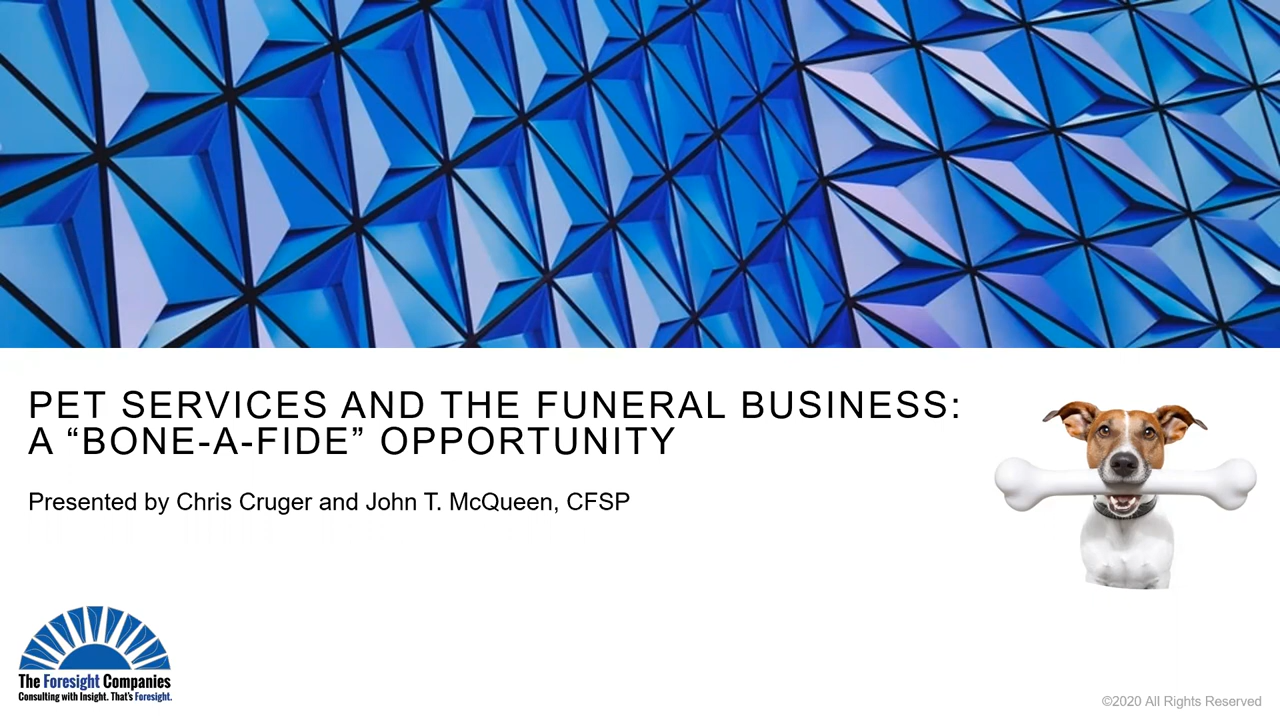 PET SERVICES AND THE FUNERAL BUSINESS:
A “BONE-A-FIDE” OPPORTUNITY
Presented by Chris Cruger and John T. McQueen, CFSP
The Foresight Companies
Consulting with Insight. That's Foresight.
©2020 All Rights Reserved